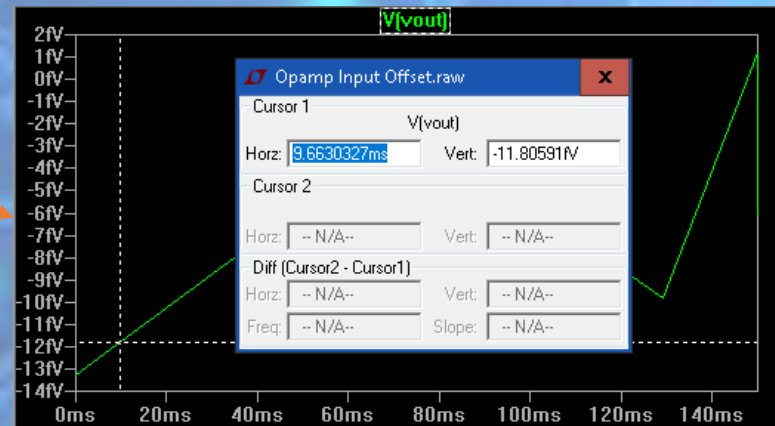 V(vout)
2fV
1fV
0fV
-1fV
-2fV
-3fV
-4fV
-5fV
-6fV
-7fV
-8fV
-9fV
-10fV
-11fV
-12fV
-13fV
-14fV
Opamp Input Offset.raw
x
Cursor 1
V(vout)
Horz: 9.6630327ms Vert: -11.80591fV
Cursor 2
Horz: -- N/A-- Vert: -- N/A--
Diff (Cursor2 - Cursor1)
Horz: -- N/A-- Vert: -- N/A--
Freq: -- N/A-- Slope: -- N/A--
0ms 20ms 40ms 60ms 80ms 100ms 120ms 140ms